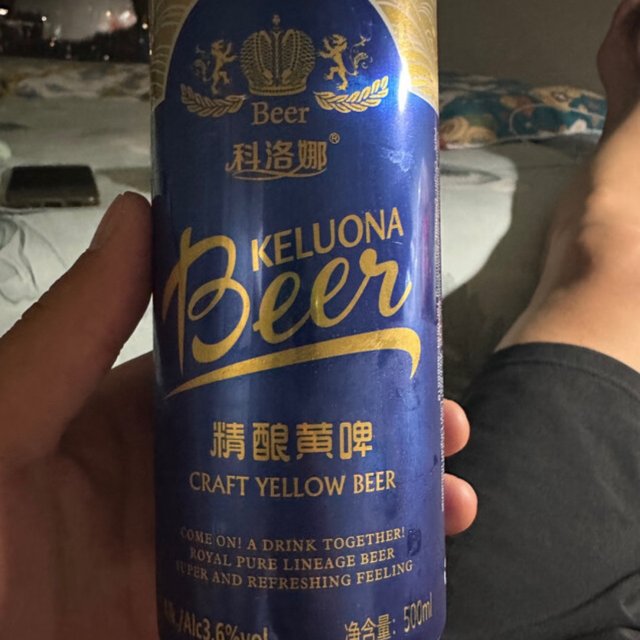 Beer
科洛娜®
KELUONA
Beer
精酿黄啤
CRAFT YELLOW BEER
COME ON! A DRINK TOGETHER!
ROYAL PURE LINEAGE BEER
SUPER AND REFRESHING FEELING
/Alc3.6%vol
净含量: 500ml